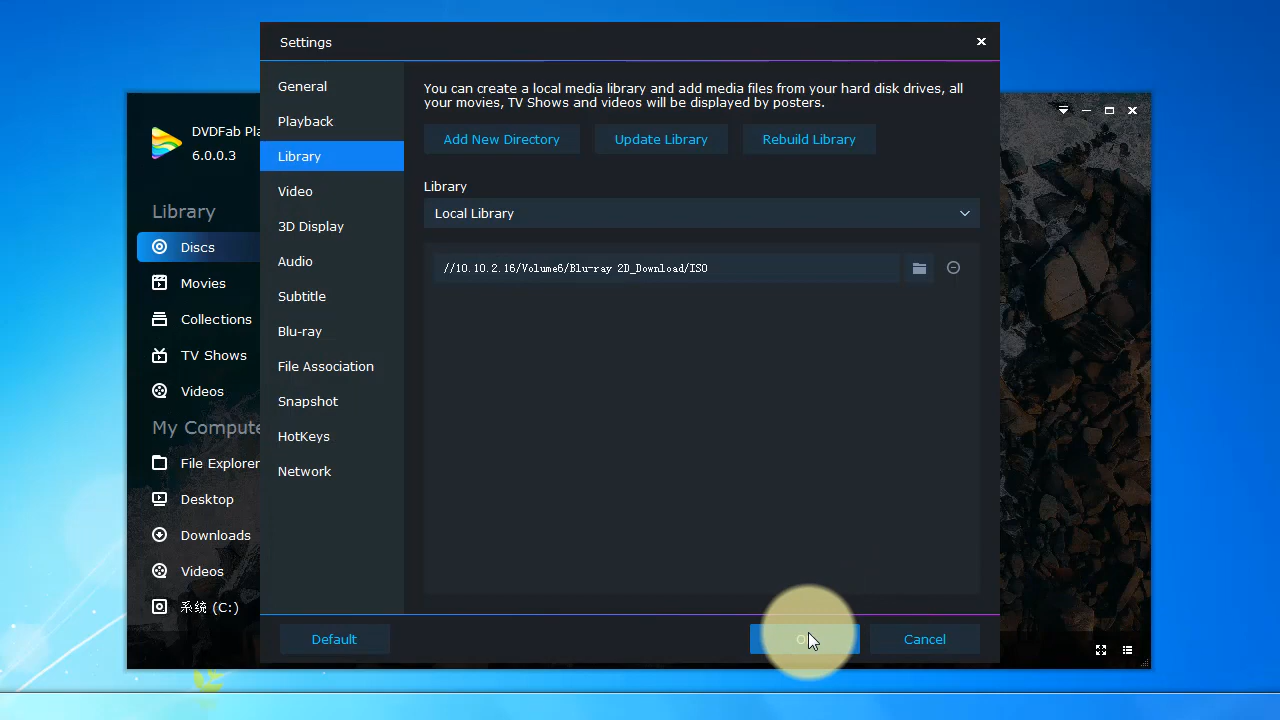 Settings
General
Playback
Library
Video
3D Display
Audio
Subtitle
Blu-ray
File Association
Snapshot
HotKeys
Network
You can create a local media library and add media files from your hard disk drives, all
your movies, TV Shows and videos will be displayed by posters.
Add New Directory
Update Library
Rebuild Library
Library
Local Library
//10.10.2.16/Volume6/Blu-ray 2D_Download/ISO
Default
Cancel
DVDFab Pla
6.0.0.3
Library
Discs
Movies
Collections
TV Shows
Videos
My Compute
File Explorer
Desktop
Downloads
Videos
系统 (C:)